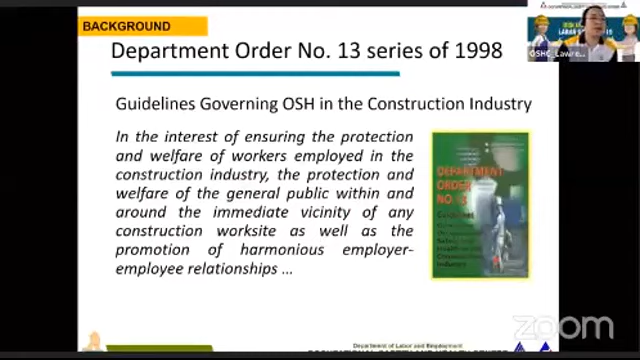 BACKGROUND
Department Order No. 13 series of 1998
Guidelines Governing OSH in the Construction Industry
In the interest of ensuring the protection
and welfare of workers employed in the
construction industry, the protection and
welfare of the general public within and
around the immediate vicinity of any
construction worksite as well as the
promotion of harmonious employer-
employee relationships ...
DEPARTMENT
ORDER
NO. 13
Guidelines
Industry
OSHC_Lawre...
Department of Labor and Employment
zoom